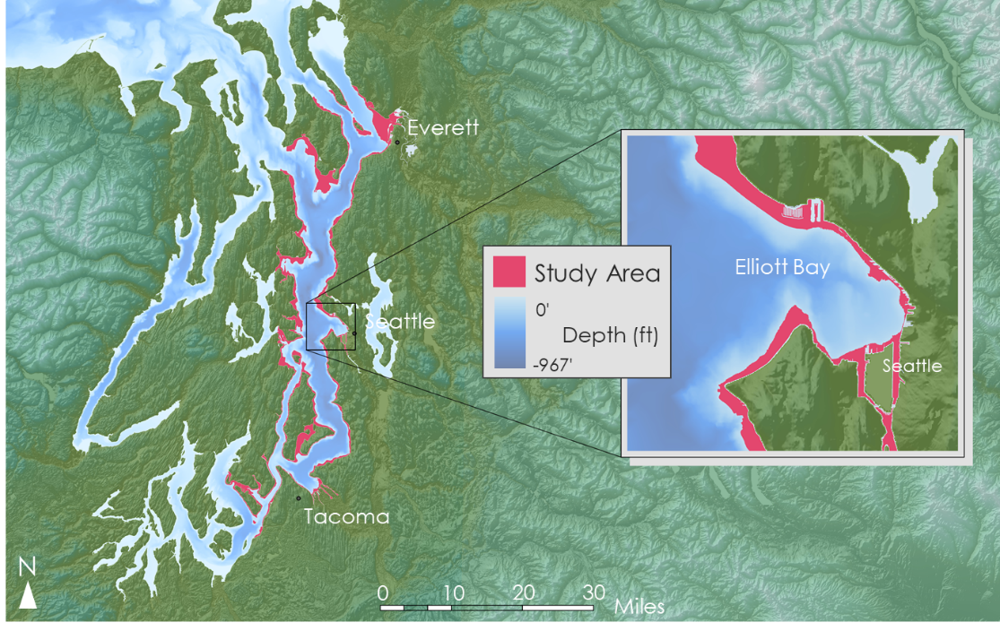 Everett
Elliott Bay
Study Area
0'
Depth (ft)
-967'
Seattle
Seattle
Tacoma
N
0 10 20 30
Miles